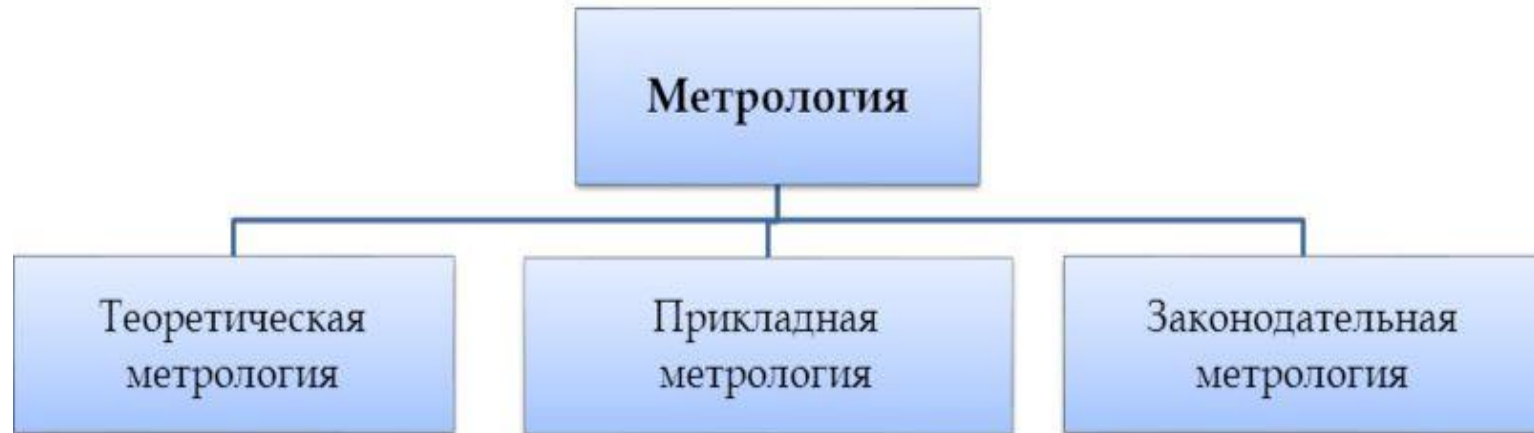 Метрология
Теоретическая
метрология
Прикладная
метрология
Законодательная
метрология